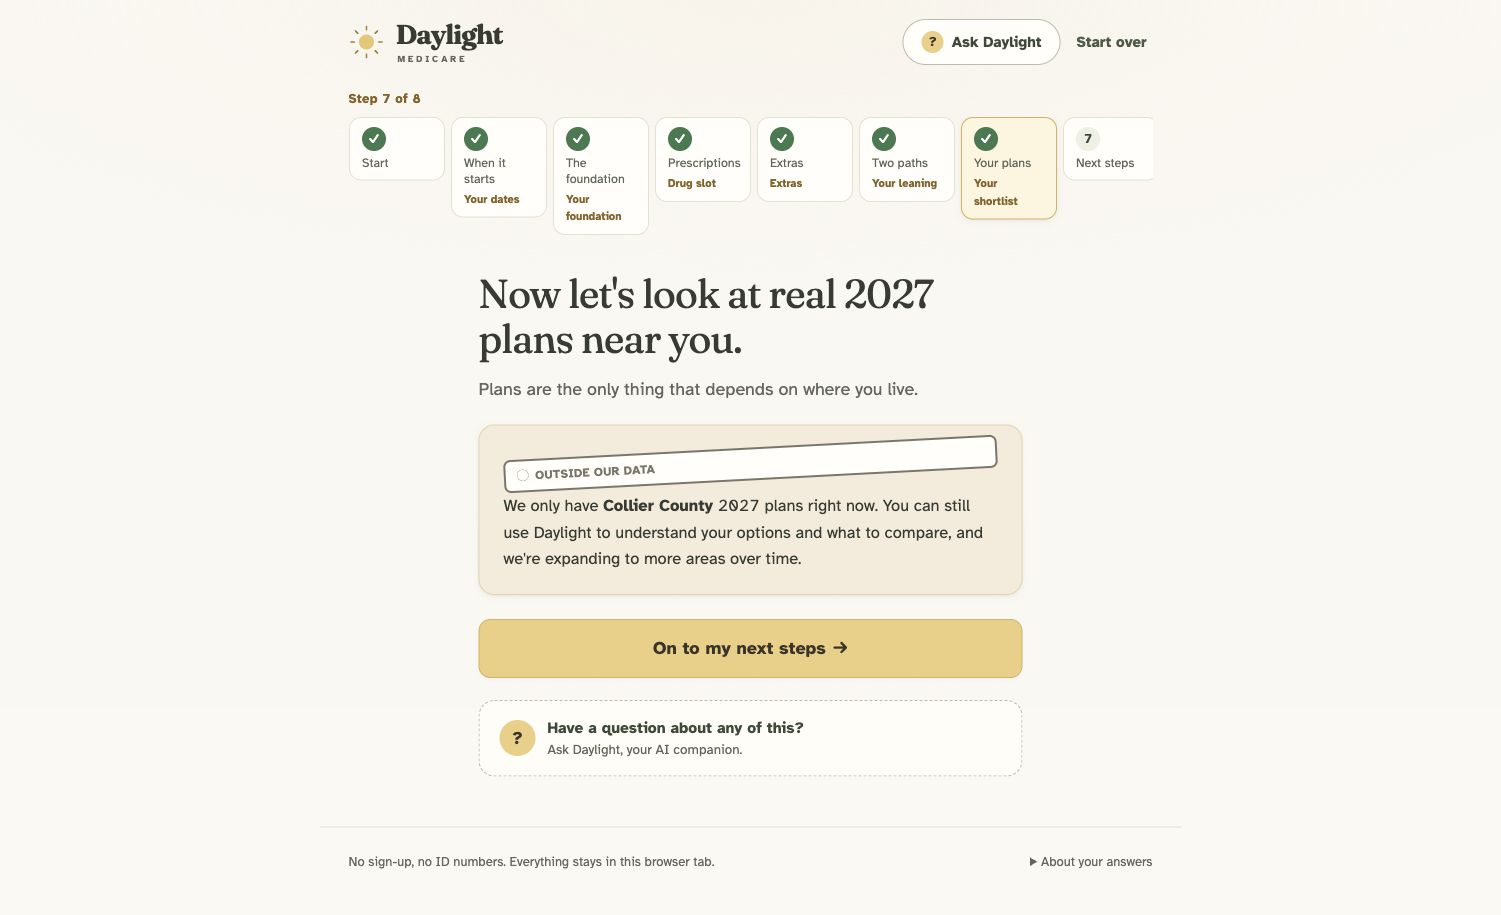 Daylight
MEDICARE
? Ask Daylight
Start over
Step 7 of 8
Start
When it
starts
Your dates
The
foundation
Your
foundation
Prescriptions
Drug slot
Extras
Extras
Two paths
Your leaning
Your plans
Your
shortlist
7
Next steps
Now let's look at real 2027
plans near you.
Plans are the only thing that depends on where you live.
OUTSIDE OUR DATA
We only have Collier County 2027 plans right now. You can still
use Daylight to understand your options and what to compare, and
we're expanding to more areas over time.
On to my next steps →
?
Have a question about any of this?
Ask Daylight, your AI companion.
No sign-up, no ID numbers. Everything stays in this browser tab.
▶ About your answers